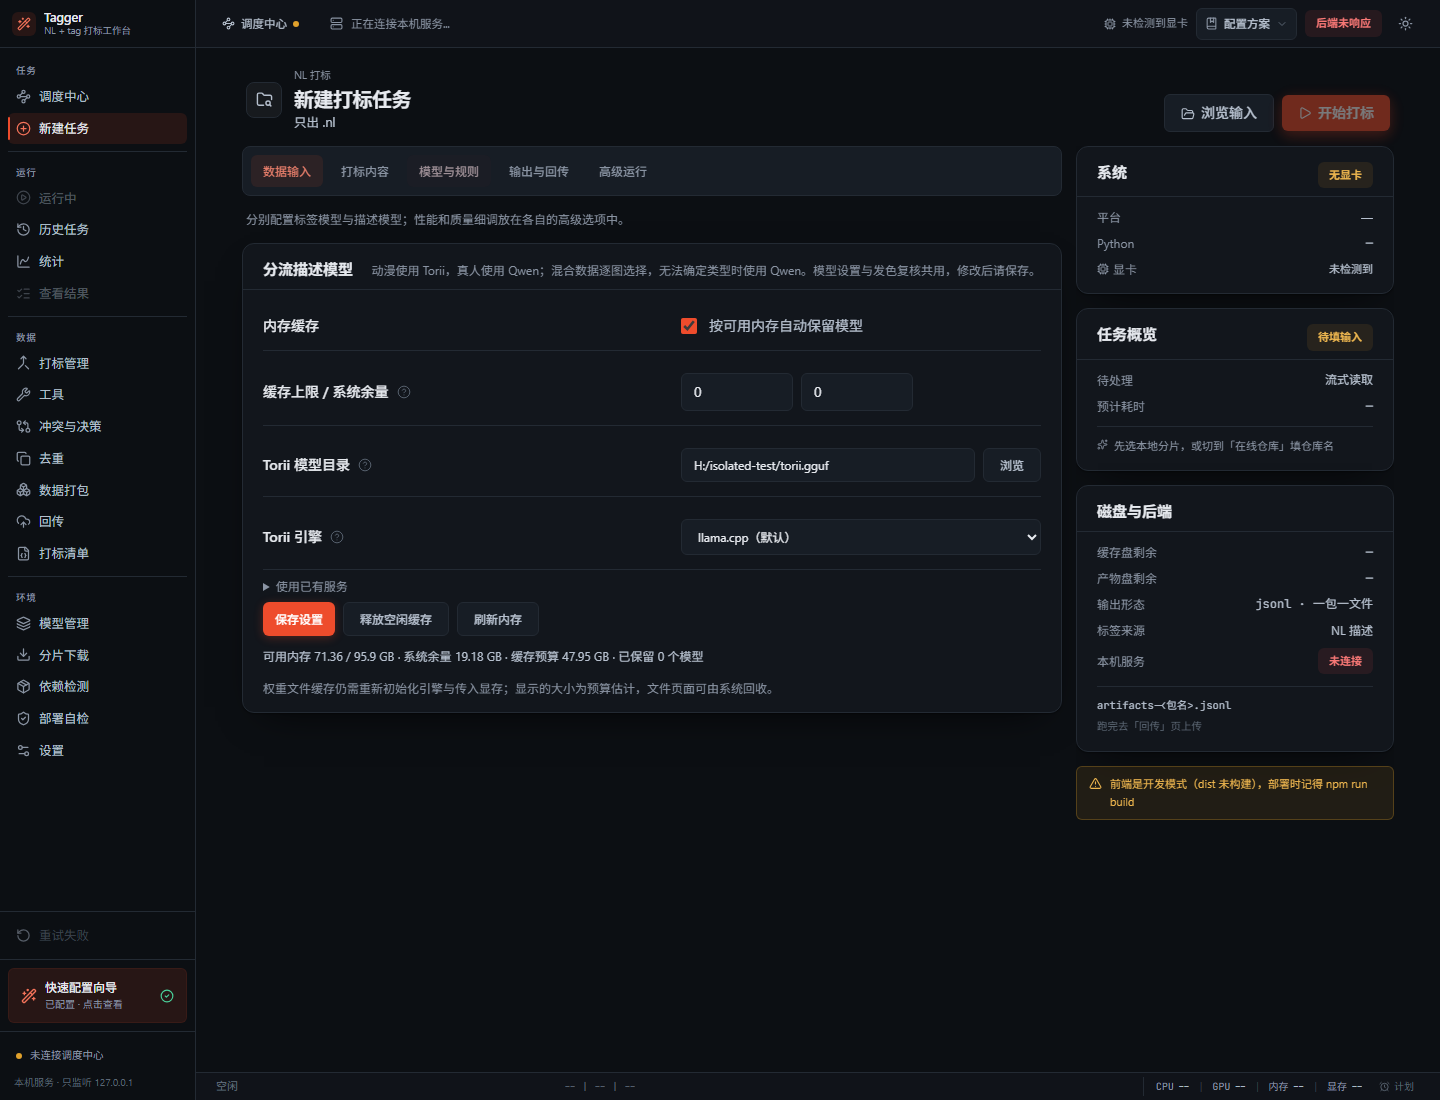 Tagger
NL + tag 打标工作台
任务
调度中心
新建任务
运行
运行中
历史任务
统计
查看结果
数据
打标管理
工具
冲突与决策
去重
数据打包
回传
打标清单
环境
模型管理
分片下载
依赖检测
部署自检
设置
重试失败
快速配置向导
已配置 · 点击查看
未连接调度中心
本机服务 · 只监听 127.0.0.1
调度中心
正在连接本机服务...
未检测到显卡
配置方案
后端未响应
NL 打标
新建打标任务
只出 .nl
浏览输入
开始打标
数据输入 打标内容 模型与规则 输出与回传 高级运行
分别配置标签模型与描述模型；性能和质量细调放在各自的高级选项中。
分流描述模型 动漫使用 Torii，真人使用 Qwen；混合数据逐图选择，无法确定类型时使用 Qwen。模型设置与发色复核共用，修改后请保存。
内存缓存 按可用内存自动保留模型
缓存上限 / 系统余量 ? 0 0
Torii 模型目录 ? H:/isolated-test/torii.gguf 浏览
Torii 引擎 ? llama.cpp（默认）
使用已有服务
保存设置 释放空闲缓存 刷新内存
可用内存 71.36 / 95.9 GB · 系统余量 19.18 GB · 缓存预算 47.95 GB · 已保留 0 个模型
权重文件缓存仍需重新初始化引擎与传入显存；显示的大小为预算估计，文件页面可由系统回收。
系统 无显卡
平台 —
Python —
显卡 未检测到
任务概览 待填输入
待处理 流式读取
预计耗时 —
先选本地分片，或切到「在线仓库」填仓库名
磁盘与后端
缓存盘剩余 —
产物盘剩余 —
输出形态 jsonl · 一包一文件
标签来源 NL 描述
本机服务 未连接
artifacts—<包名>.jsonl
跑完去「回传」页上传
前端是开发模式（dist 未构建），部署时记得 npm run
build
空闲
—— | —— | ——
CPU —— | GPU —— | 内存 —— | 显存 —— 计划